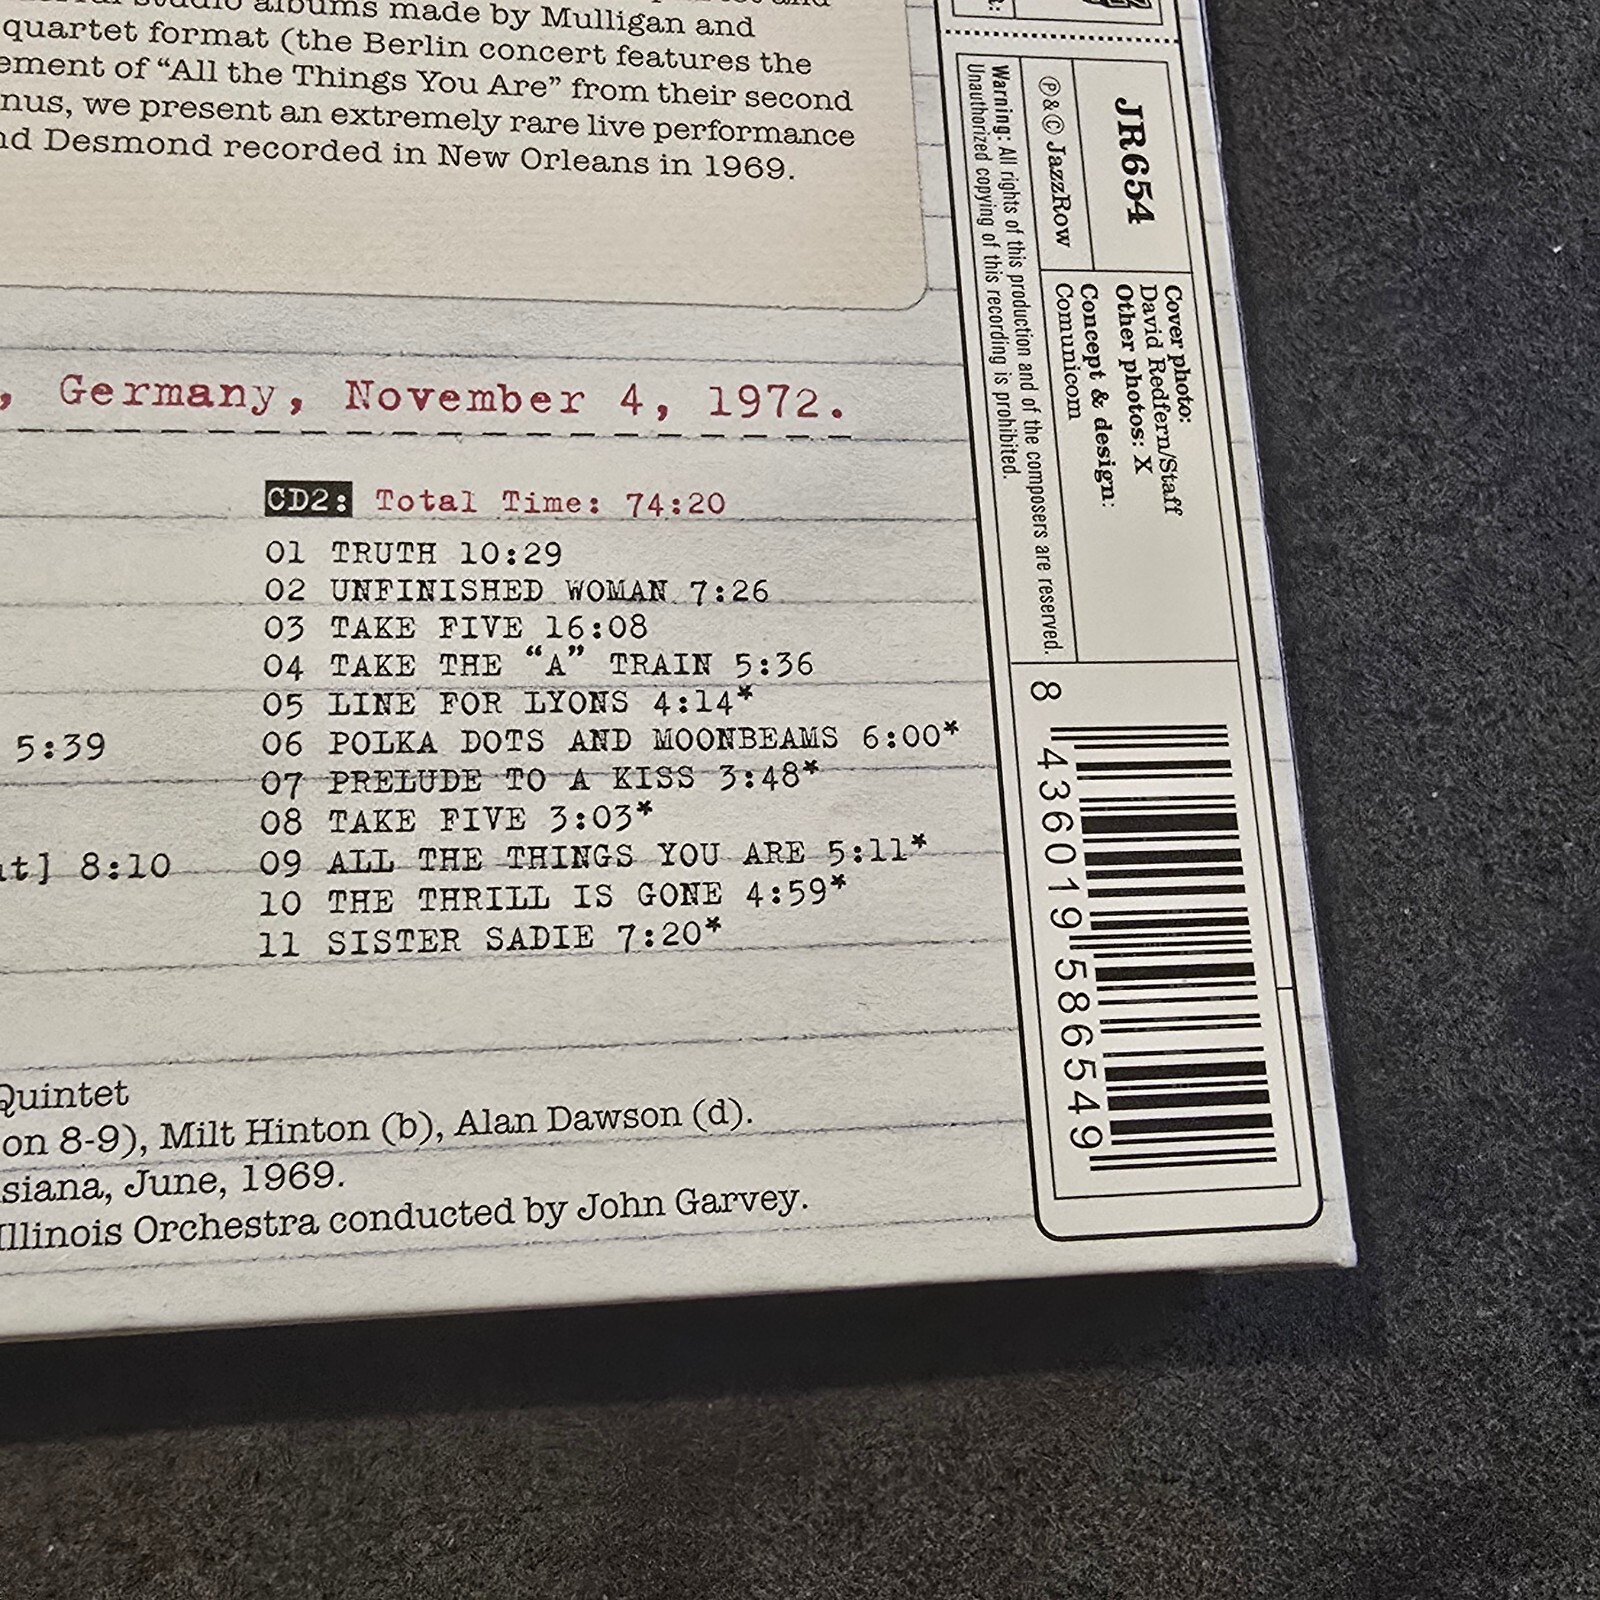 studio albums made by Mulligan and
quartet format (the Berlin concert features the
ement of “All the Things You Are” from their second
nus, we present an extremely rare live performance
nd Desmond recorded in New Orleans in 1969.
, Germany, November 4, 1972.
CD2: Total Time: 74:20
01 TRUTH 10:29
02 UNFINISHED WOMAN 7:26
03 TAKE FIVE 16:08
04 TAKE THE “A” TRAIN 5:36
05 LINE FOR LYONS 4:14*
5:39
06 POLKA DOTS AND MOONBEAMS 6:00*
07 PRELUDE TO A KISS 3:48*
08 TAKE FIVE 3:03*
ut] 8:10
09 ALL THE THINGS YOU ARE 5:11*
10 THE THRILL IS GONE 4:59*
11 SISTER SADIE 7:20*
Quintet
on 8-9), Milt Hinton (b), Alan Dawson (d).
siana, June, 1969.
Illinois Orchestra conducted by John Garvey.
JR654
℗&© JazzRow
Warning: All rights of this production and of the composers are reserved.
Unauthorized copying of this recording is prohibited.
Cover photo:
David Redfern/Staff
Other photos: X
Concept & design:
Comunicom
8 436019 586549